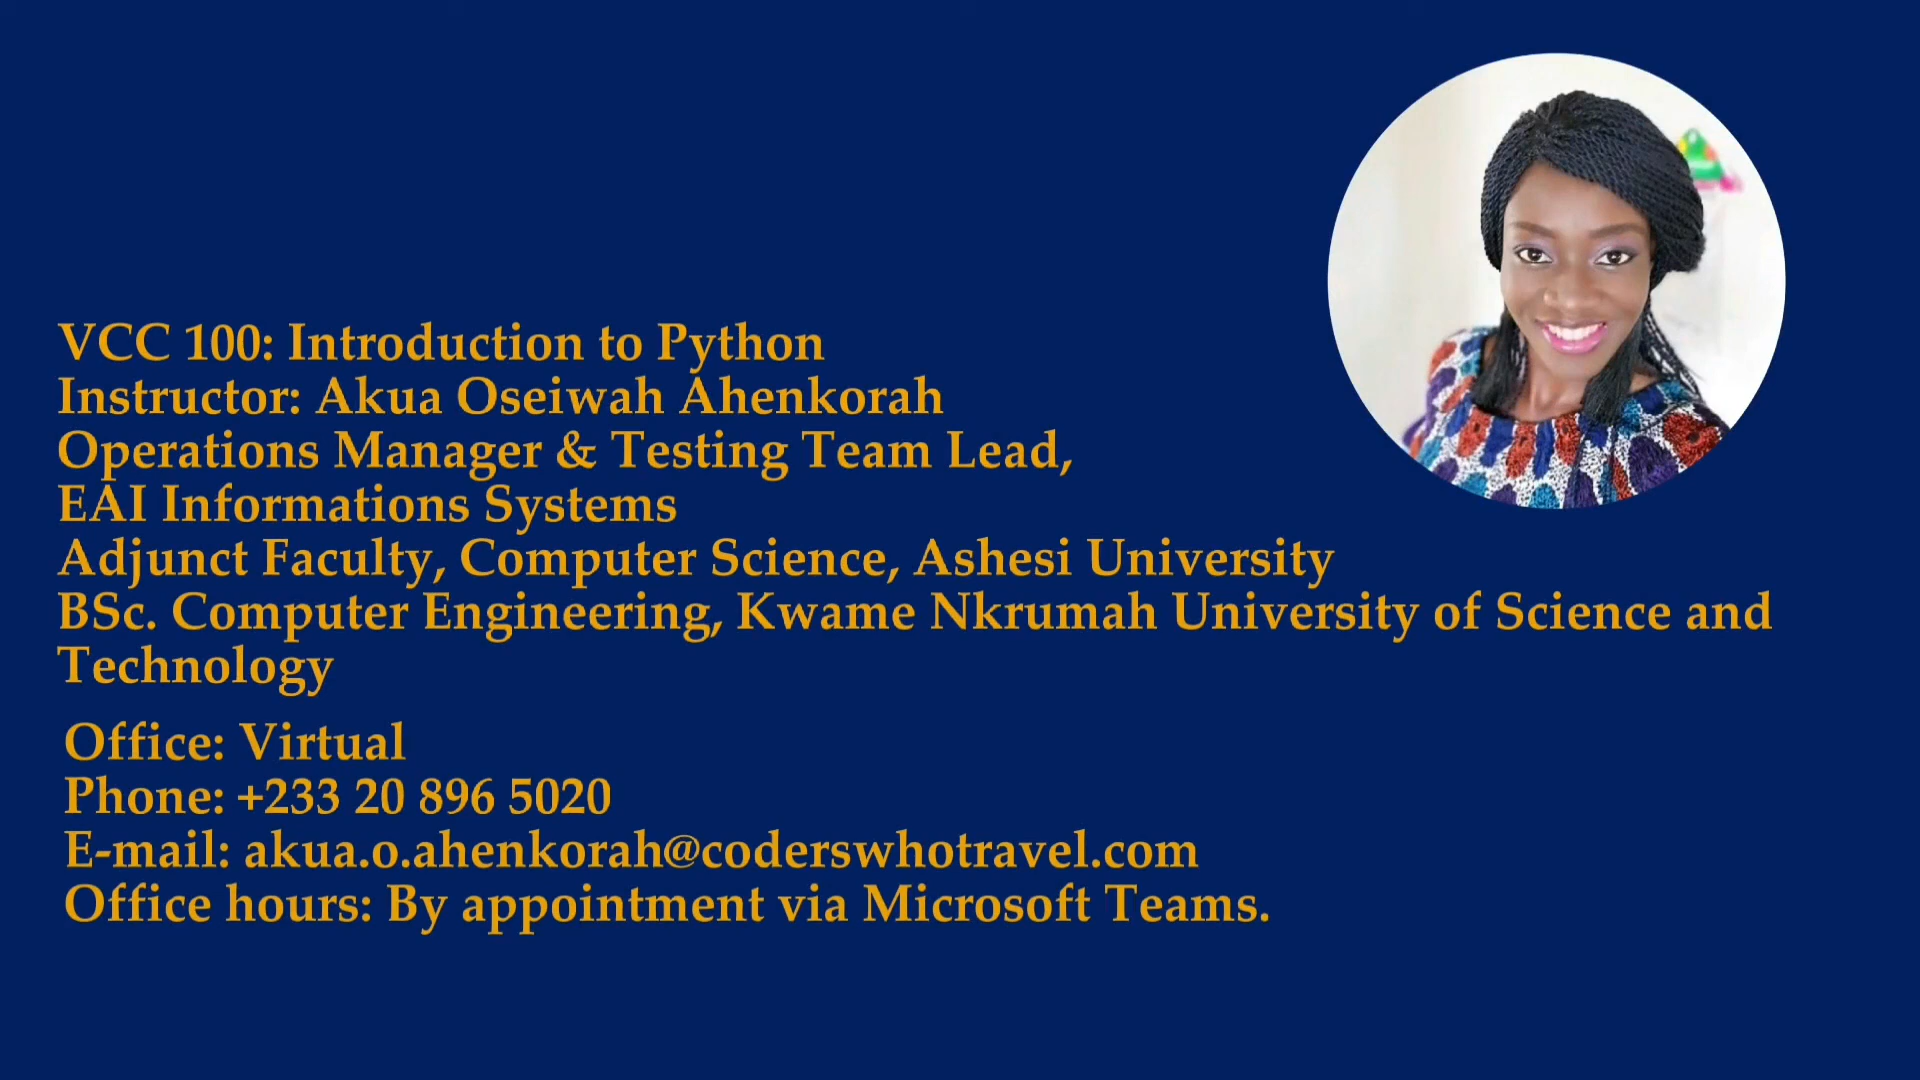 VCC 100: Introduction to Python
Instructor: Akua Oseiwah Ahenkorah
Operations Manager & Testing Team Lead,
EAI Informations Systems
Adjunct Faculty, Computer Science, Ashesi University
BSc. Computer Engineering, Kwame Nkrumah University of Science and
Technology
Office: Virtual
Phone: +233 20 896 5020
E-mail: akua.o.ahenkorah@coderswhotravel.com
Office hours: By appointment via Microsoft Teams.